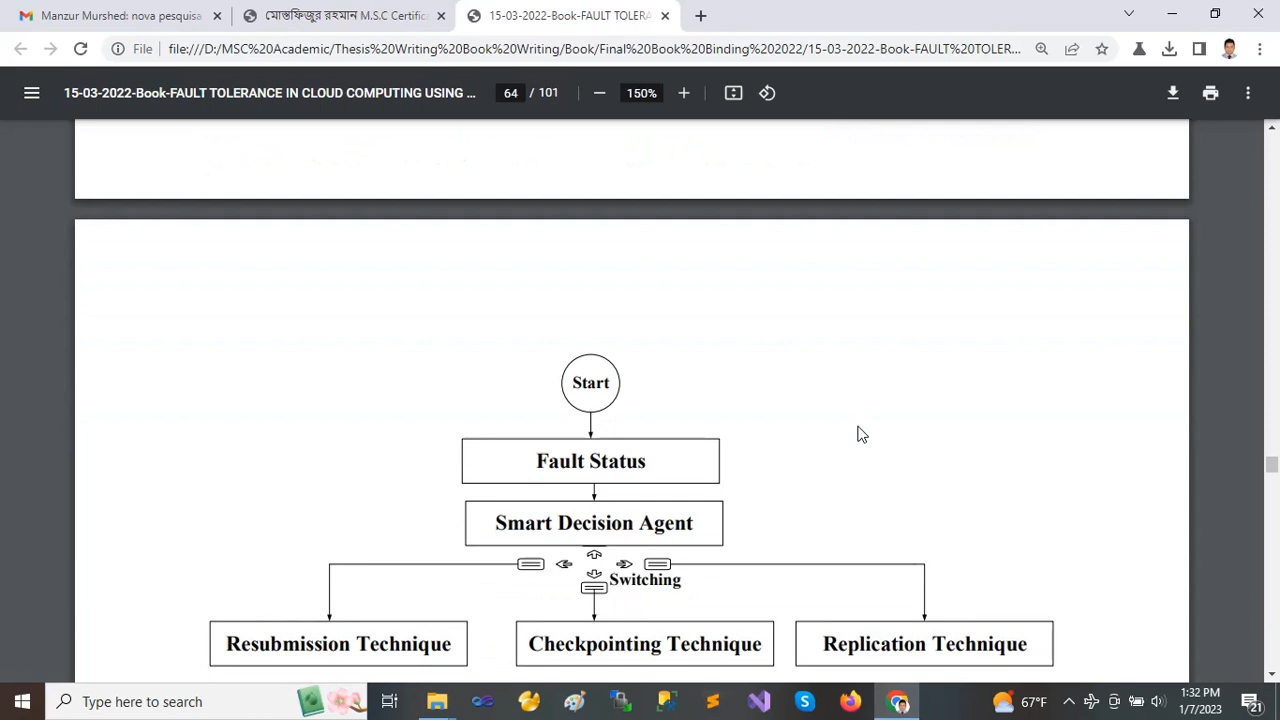 Manzur Murshed: nova pesquisa
মোস্তফিজুর রহমান M.S.C Certific
15-03-2022-Book-FAULT TOLERA
File
file:///D:/MSC%20Academic/Thesis%20Writing%20Book%20Writing/Book/Final%20Book%20Binding%202022/15-03-2022-Book-FAULT%20TOLER...
15-03-2022-Book-FAULT TOLERANCE IN CLOUD COMPUTING USING ...
64 / 101
150%
Start
Fault Status
Smart Decision Agent
Switching
Resubmission Technique
Checkpointing Technique
Replication Technique
Type here to search
67°F
1:32 PM
1/7/2023
21